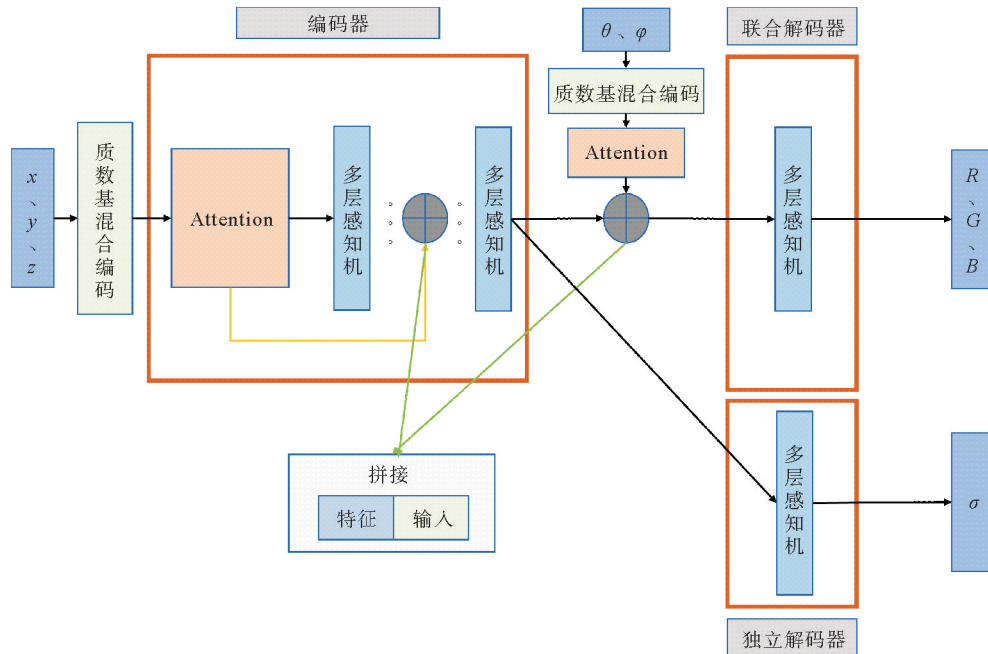 编码器
θ、φ
联合解码器
质数基混合编码
x、y、z
质数基混合编码
Attention
多层感知机
多层感知机
Attention
多层感知机
R、G、B
拼接
特征
输入
多层感知机
σ
独立解码器